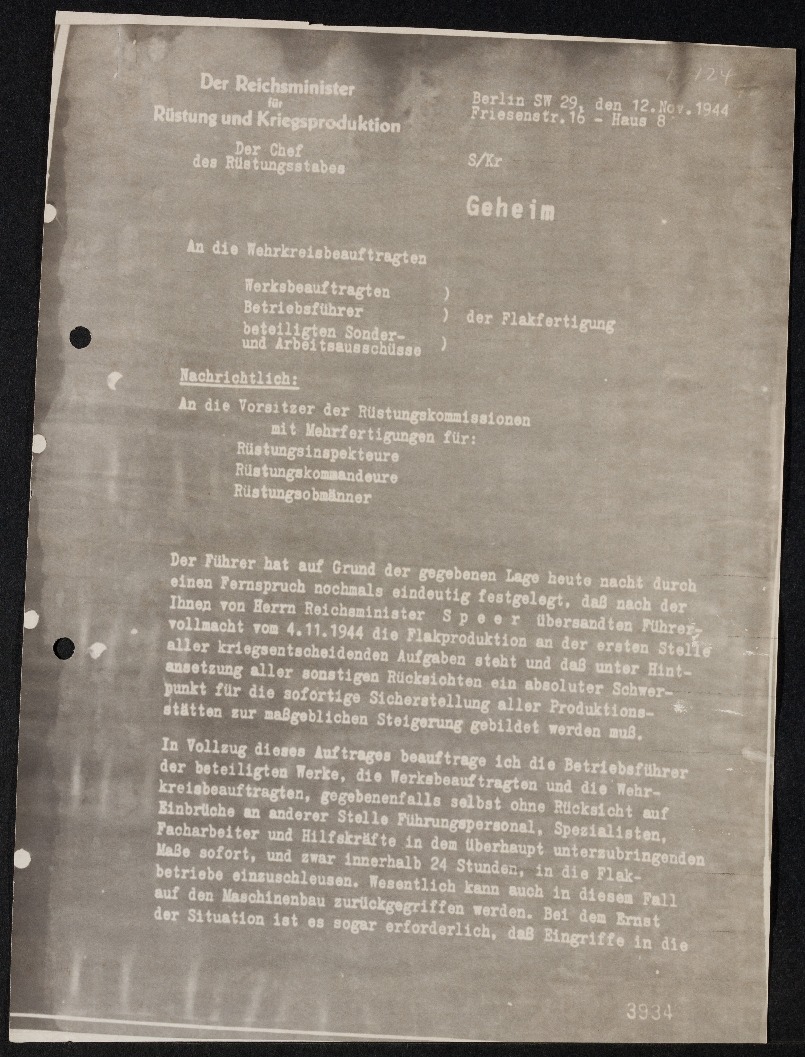 124
Der Reichsminister
für
Rüstung und Kriegsproduktion
Der Chef
des Rüstungsstabes
Berlin SW 29, den 12.Nov.1944
Friesenstr.16 - Haus 8
S/Kr
Geheim
An die Wehrkreisbeauftragten
Werksbeauftragten )
Betriebsführer ) der Flakfertigung
beteiligten Sonder-
und Arbeitsausschüsse )
Nachrichtlich:
An die Vorsitzer der Rüstungskommissionen
mit Mehrfertigungen für:
Rüstungsinspekteure
Rüstungskommandeure
Rüstungsobmänner
Der Führer hat auf Grund der gegebenen Lage heute nacht durch
einen Fernspruch nochmals eindeutig festgelegt, daß nach der
Ihnen von Herrn Reichsminister S p e e r übersandten Führer-
vollmacht vom 4.11.1944 die Flakproduktion an der ersten Stelle
aller kriegsentscheidenden Aufgaben steht und daß unter Hint-
ansetzung aller sonstigen Rücksichten ein absoluter Schwer-
punkt für die sofortige Sicherstellung aller Produktions-
stätten zur maßgeblichen Steigerung gebildet werden muß.
In Vollzug dieses Auftrages beauftrage ich die Betriebsführer
der beteiligten Werke, die Werksbeauftragten und die Wehr-
kreisbeauftragten, gegebenenfalls selbst ohne Rücksicht auf
Einbrüche an anderer Stelle Führungspersonal, Spezialisten,
Facharbeiter und Hilfskräfte in dem überhaupt unterzubringenden
Maße sofort, und zwar innerhalb 24 Stunden, in die Flak-
betriebe einzuschleusen. Wesentlich kann auch in diesem Fall
auf den Maschinenbau zurückgegriffen werden. Bei dem Ernst
der Situation ist es sogar erforderlich, daß Eingriffe in die
3934